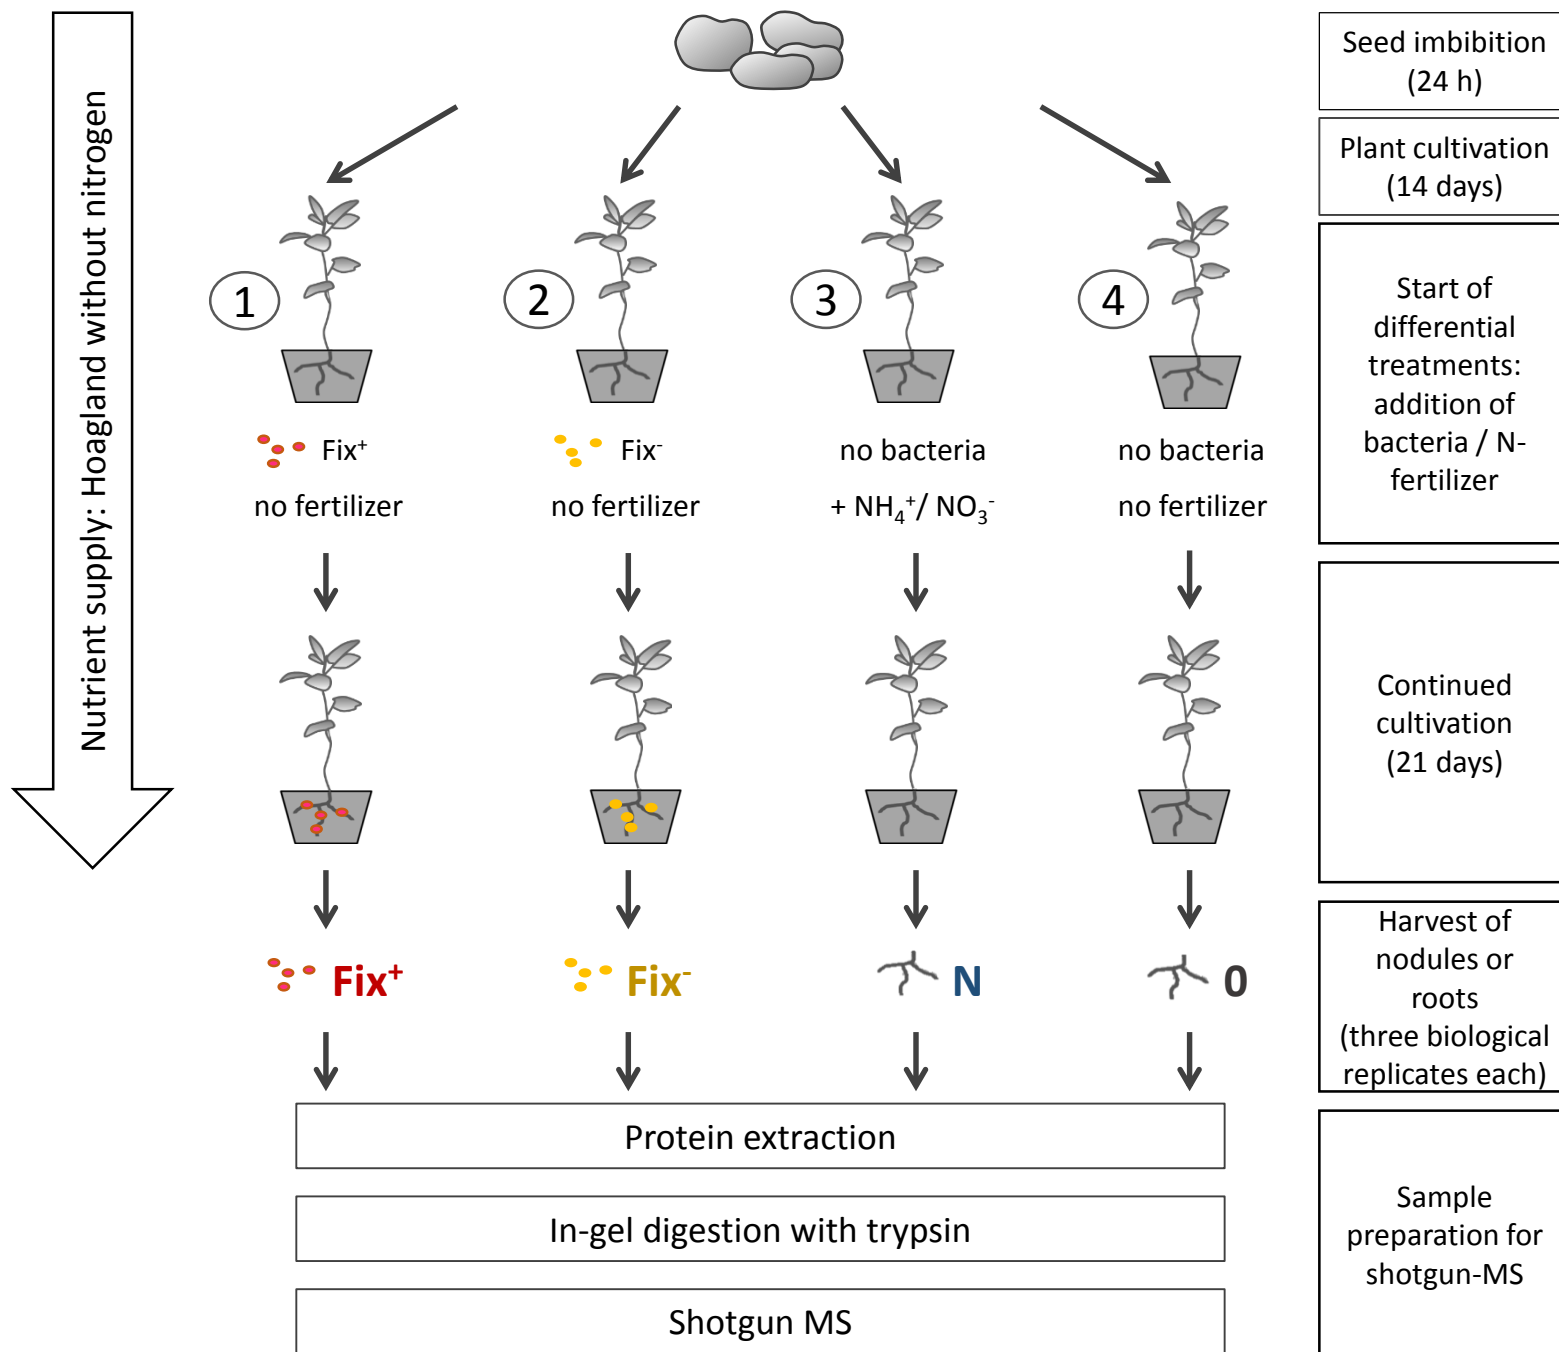 Nutrient supply: Hoagland without nitrogen
Seed imbibition
(24 h)
Plant cultivation
(14 days)
1
2
3
4
Start of
differential
treatments:
addition of
bacteria / N-
fertilizer
Fix⁺
Fix⁻
no bacteria
no bacteria
no fertilizer
no fertilizer
+ NH₄⁺/ NO₃⁻
no fertilizer
Continued
cultivation
(21 days)
Fix⁺
Fix⁻
N
0
Harvest of
nodules or
roots
(three biological
replicates each)
Protein extraction
In-gel digestion with trypsin
Shotgun MS
Sample
preparation for
shotgun-MS